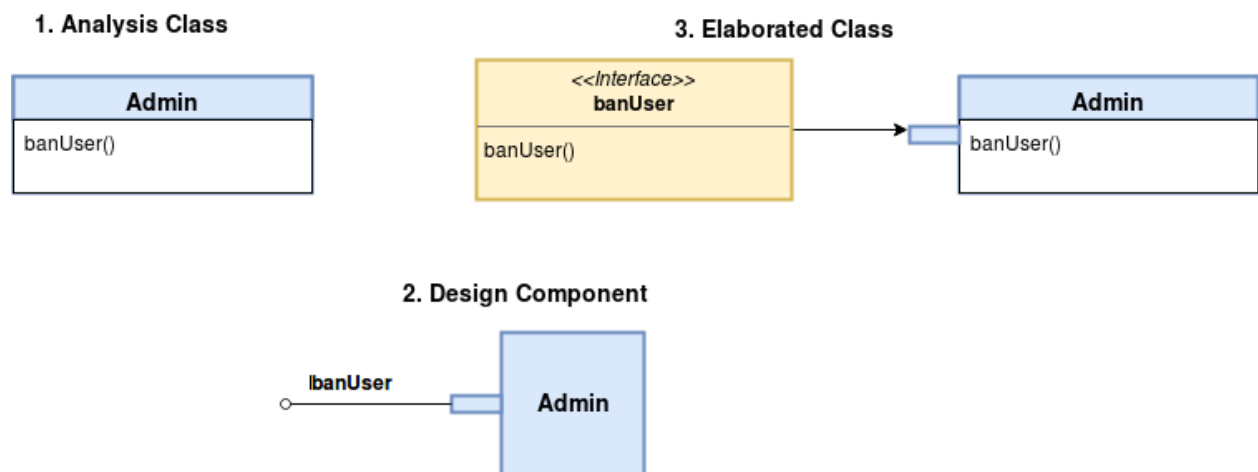 1. Analysis Class
Admin
banUser()
3. Elaborated Class
<<Interface>>
banUser
banUser()
Admin
banUser()
2. Design Component
IbanUser
Admin